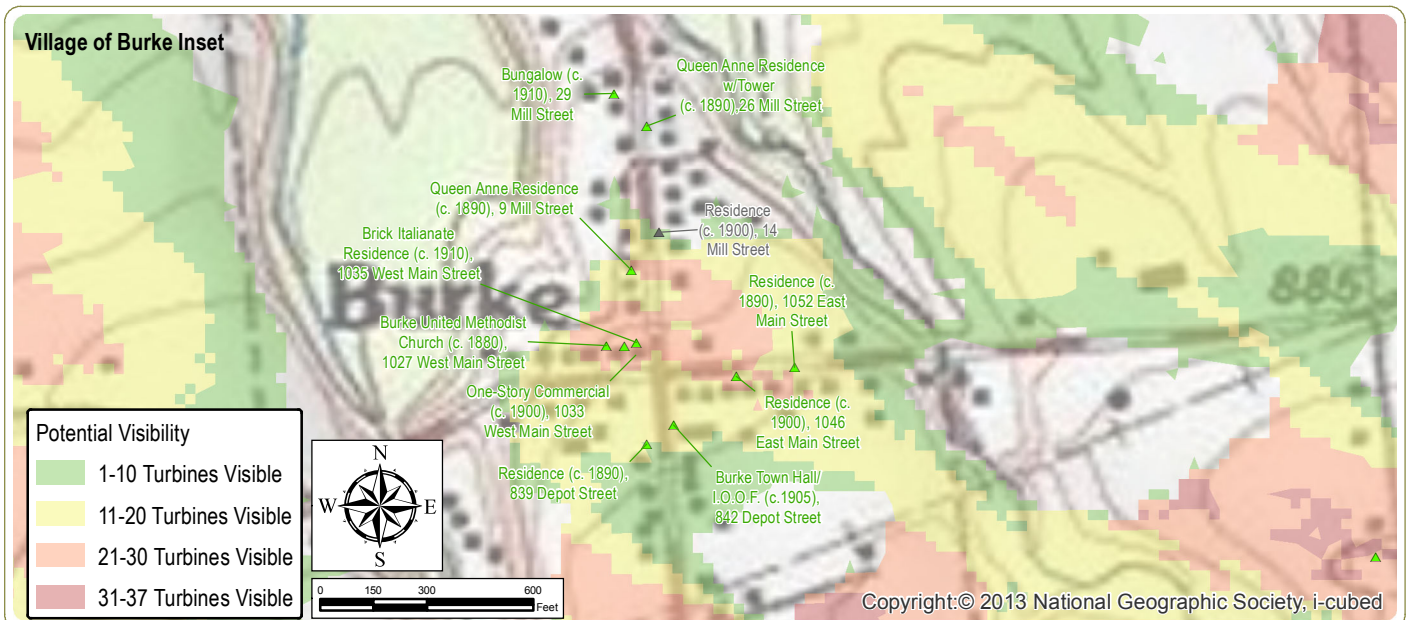 Village of Burke Inset
Bungalow (c.
1910), 29
Mill Street
Queen Anne Residence
w/Tower
(c. 1890),26 Mill Street
Queen Anne Residence
(c. 1890), 9 Mill Street
Residence
(c. 1900), 14
Mill Street
Brick Italianate
Residence (c. 1910),
1035 West Main Street
Residence (c.
1890), 1052 East
Main Street
Burke
885
Burke United Methodist
Church (c. 1880),
1027 West Main Street
One-Story Commercial
(c. 1900), 1033
West Main Street
Residence (c.
1900), 1046
East Main Street
Residence (c. 1890),
839 Depot Street
Burke Town Hall/
I.O.O.F. (c.1905),
842 Depot Street
Potential Visibility
1-10 Turbines Visible
11-20 Turbines Visible
21-30 Turbines Visible
31-37 Turbines Visible
N
W E
S
0 150 300 600
Feet
Copyright:© 2013 National Geographic Society, i-cubed